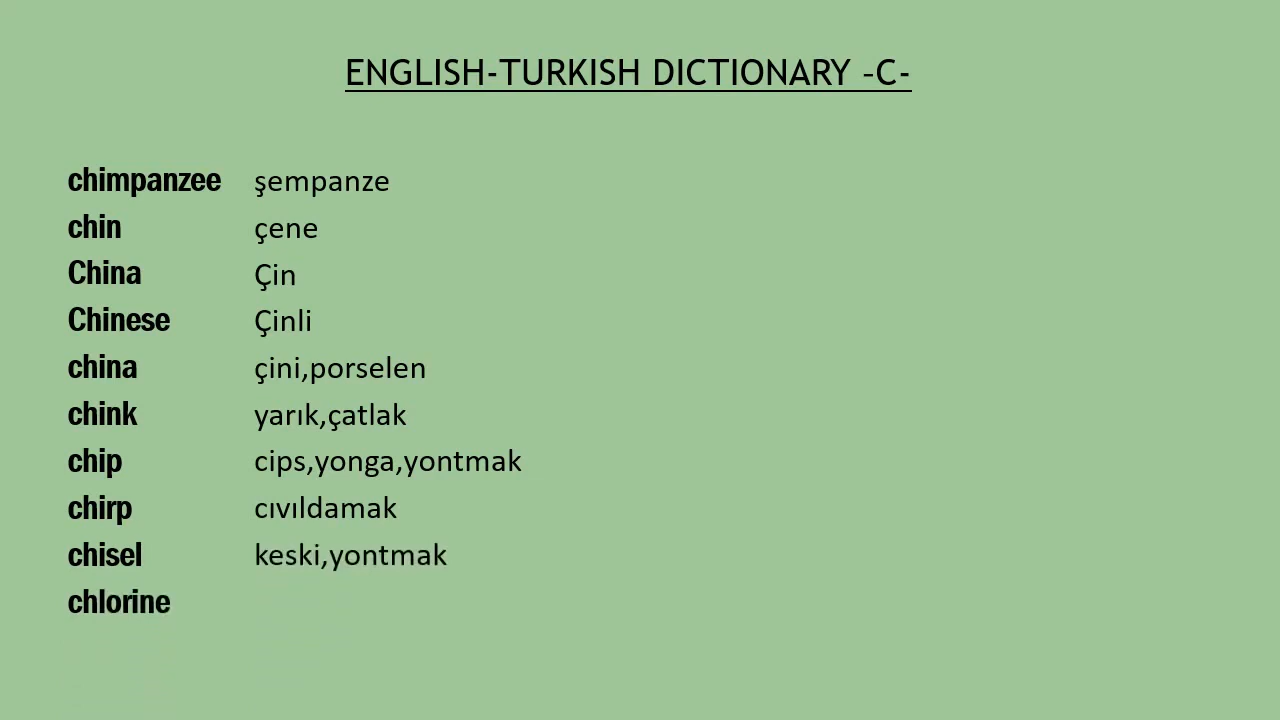 ENGLISH-TURKISH DICTIONARY –C-
chimpanzee şempanze
chin çene
China Çin
Chinese Çinli
china çini,porselen
chink yarık,çatlak
chip cips,yonga,yontmak
chirp cıvıldamak
chisel keski,yontmak
chlorine